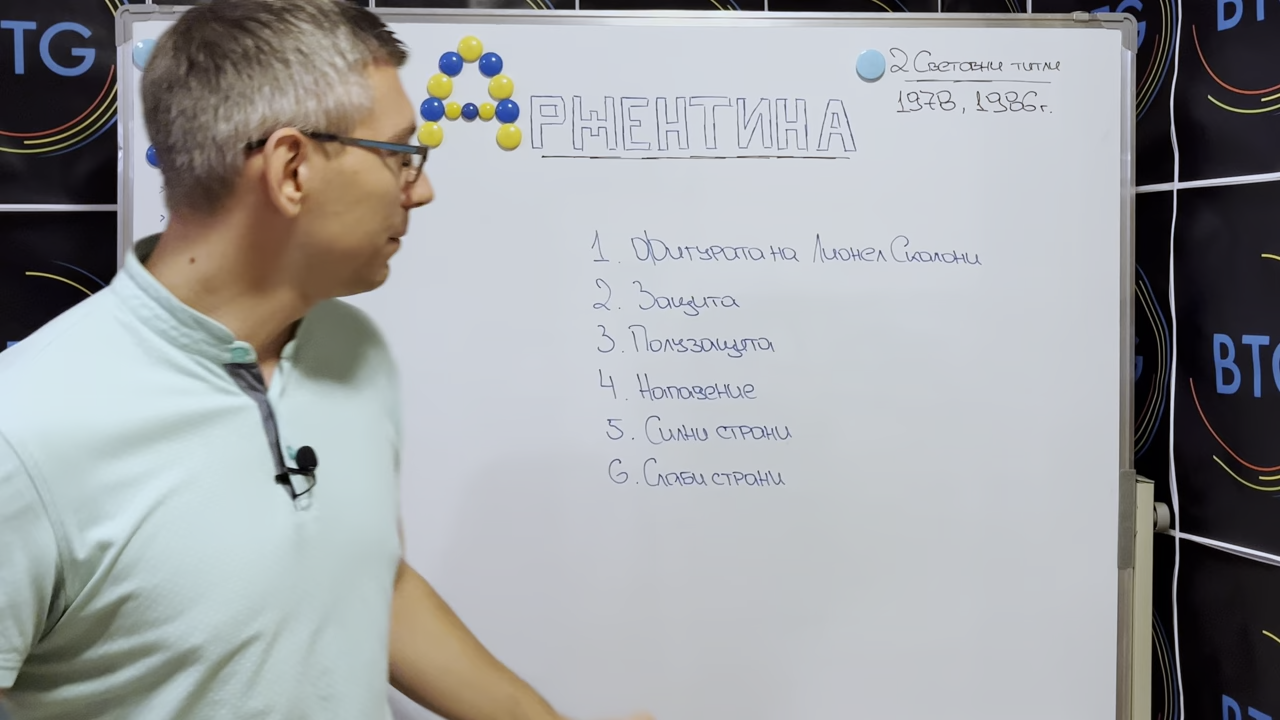 BTG
АРЖЕНТИНА
2 Световни титли
1978, 1986г.
1. Фигурата на Лионел Скалони
2. Защита
3. Полузащита
4. Нападение
5. Силни страни
6. Слаби страни
BTG